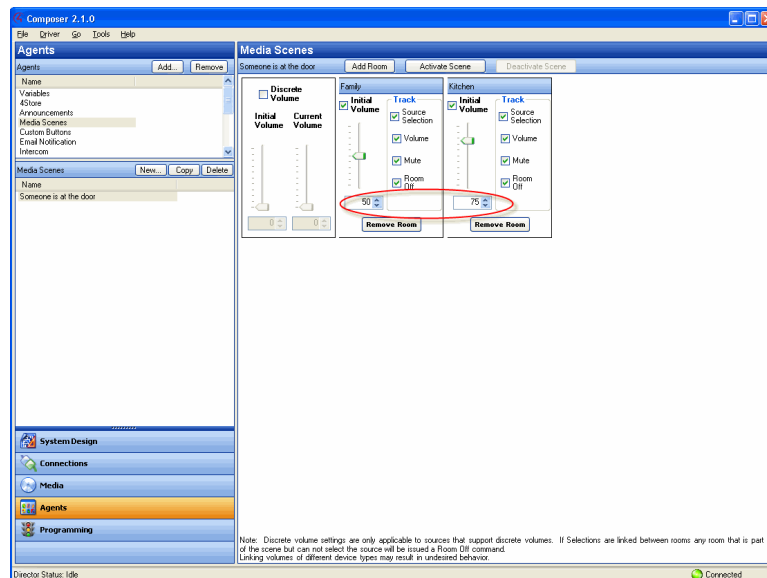 Composer 2.1.0
File Driver Go Tools Help
Agents
Agents Add... Remove
Name
Variables
4Store
Announcements
Media Scenes
Custom Buttons
Email Notification
Intercom
Media Scenes New... Copy Delete
Name
Someone is at the door
System Design
Connections
Media
Agents
Programming
Media Scenes
Someone is at the door Add Room Activate Scene Deactivate Scene
Discrete
Volume
Initial Current
Volume Volume
0 0
Family
Initial
Volume
Track
Source
Selection
Volume
Mute
Room
Off
50
Remove Room
Kitchen
Initial
Volume
Track
Source
Selection
Volume
Mute
Room
Off
75
Remove Room
Note: Discrete volume settings are only applicable to sources that support discrete volumes. If Selections are linked between rooms any room that is part
of the scene but can not select the source will be issued a Room Off command.
Linking volumes of different device types may result in undesired behavior.
Director Status: Idle Connected